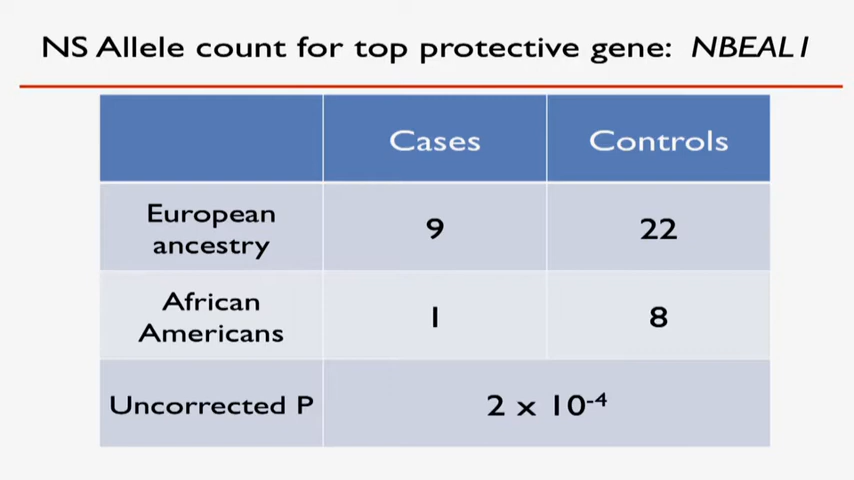 NS Allele count for top protective gene: NBEAL1
Cases Controls
European
ancestry
9 22
African
Americans
1 8
Uncorrected P 2 x 10⁻⁴